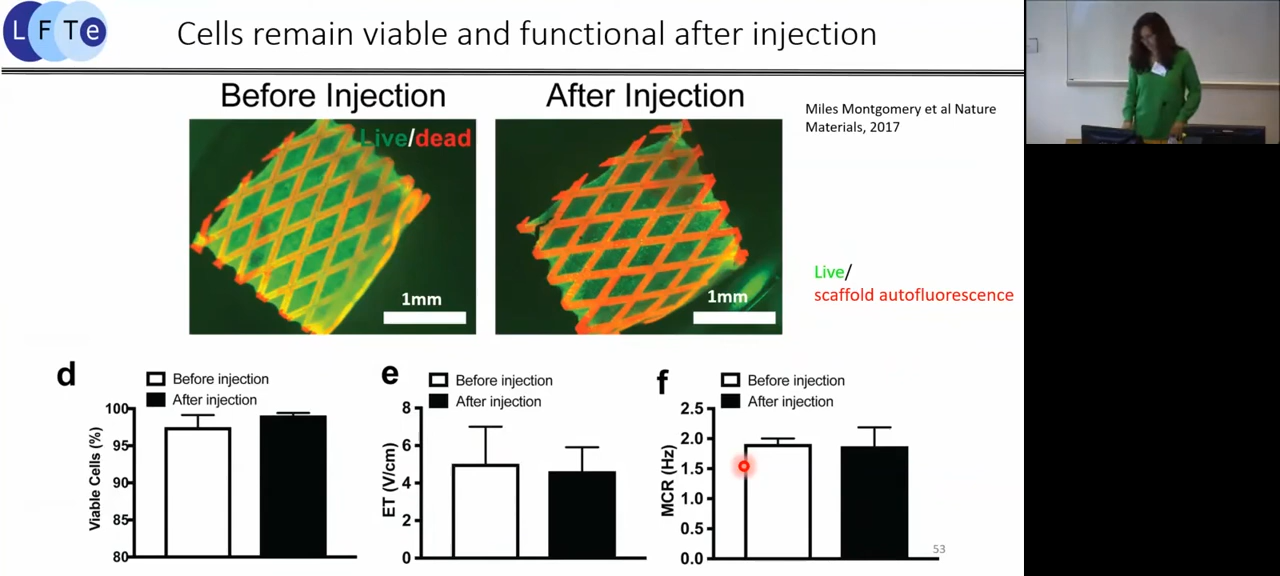 L F T e
Cells remain viable and functional after injection
Before Injection
After Injection
Miles Montgomery et al Nature
Materials, 2017
Live/dead
1mm
1mm
Live/
scaffold autofluorescence
d
Before injection
After injection
Viable Cells (%)
100
95
90
85
80
e
Before injection
After injection
ET (V/cm)
8
6
4
2
0
f
Before injection
After injection
MCR (Hz)
2.5
2.0
1.5
1.0
0.5
0.0
53